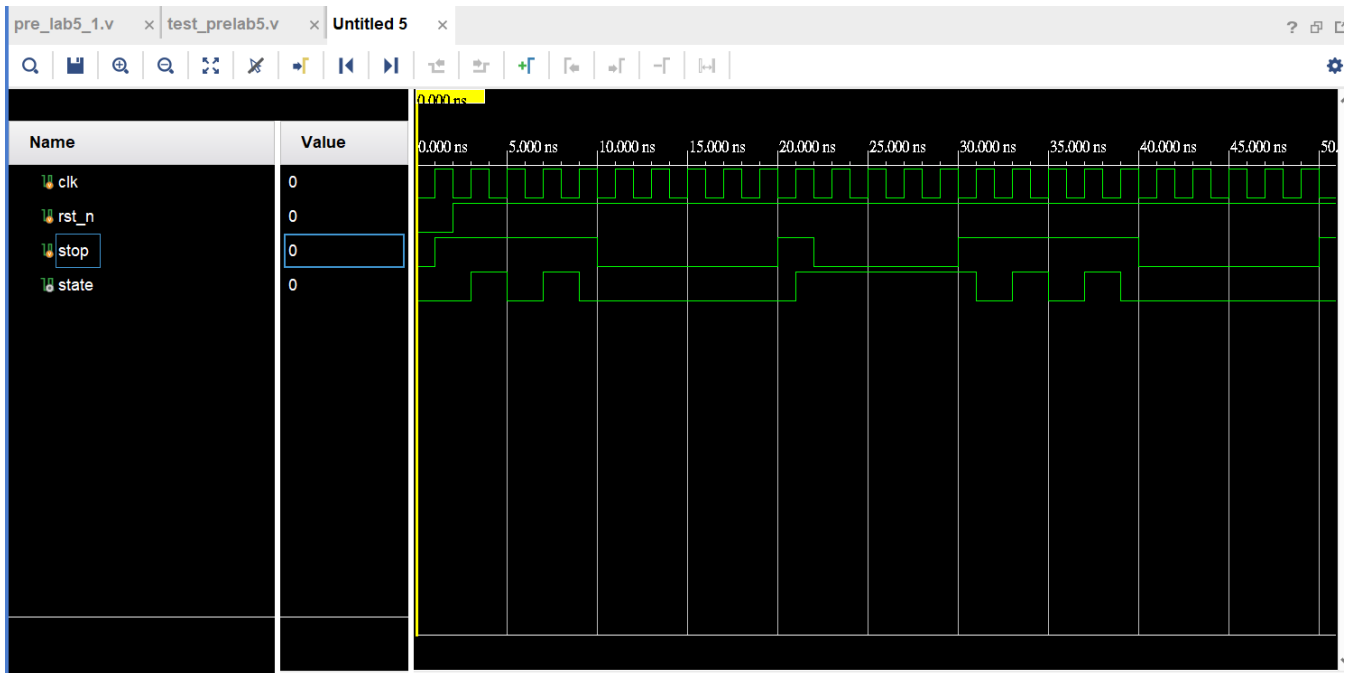 pre_lab5_1.v × test_prelab5.v × Untitled 5 ×
?
0.000 ns
Name Value
0.000 ns 5.000 ns 10.000 ns 15.000 ns 20.000 ns 25.000 ns 30.000 ns 35.000 ns 40.000 ns 45.000 ns 50.
clk 0
rst_n 0
stop 0
state 0